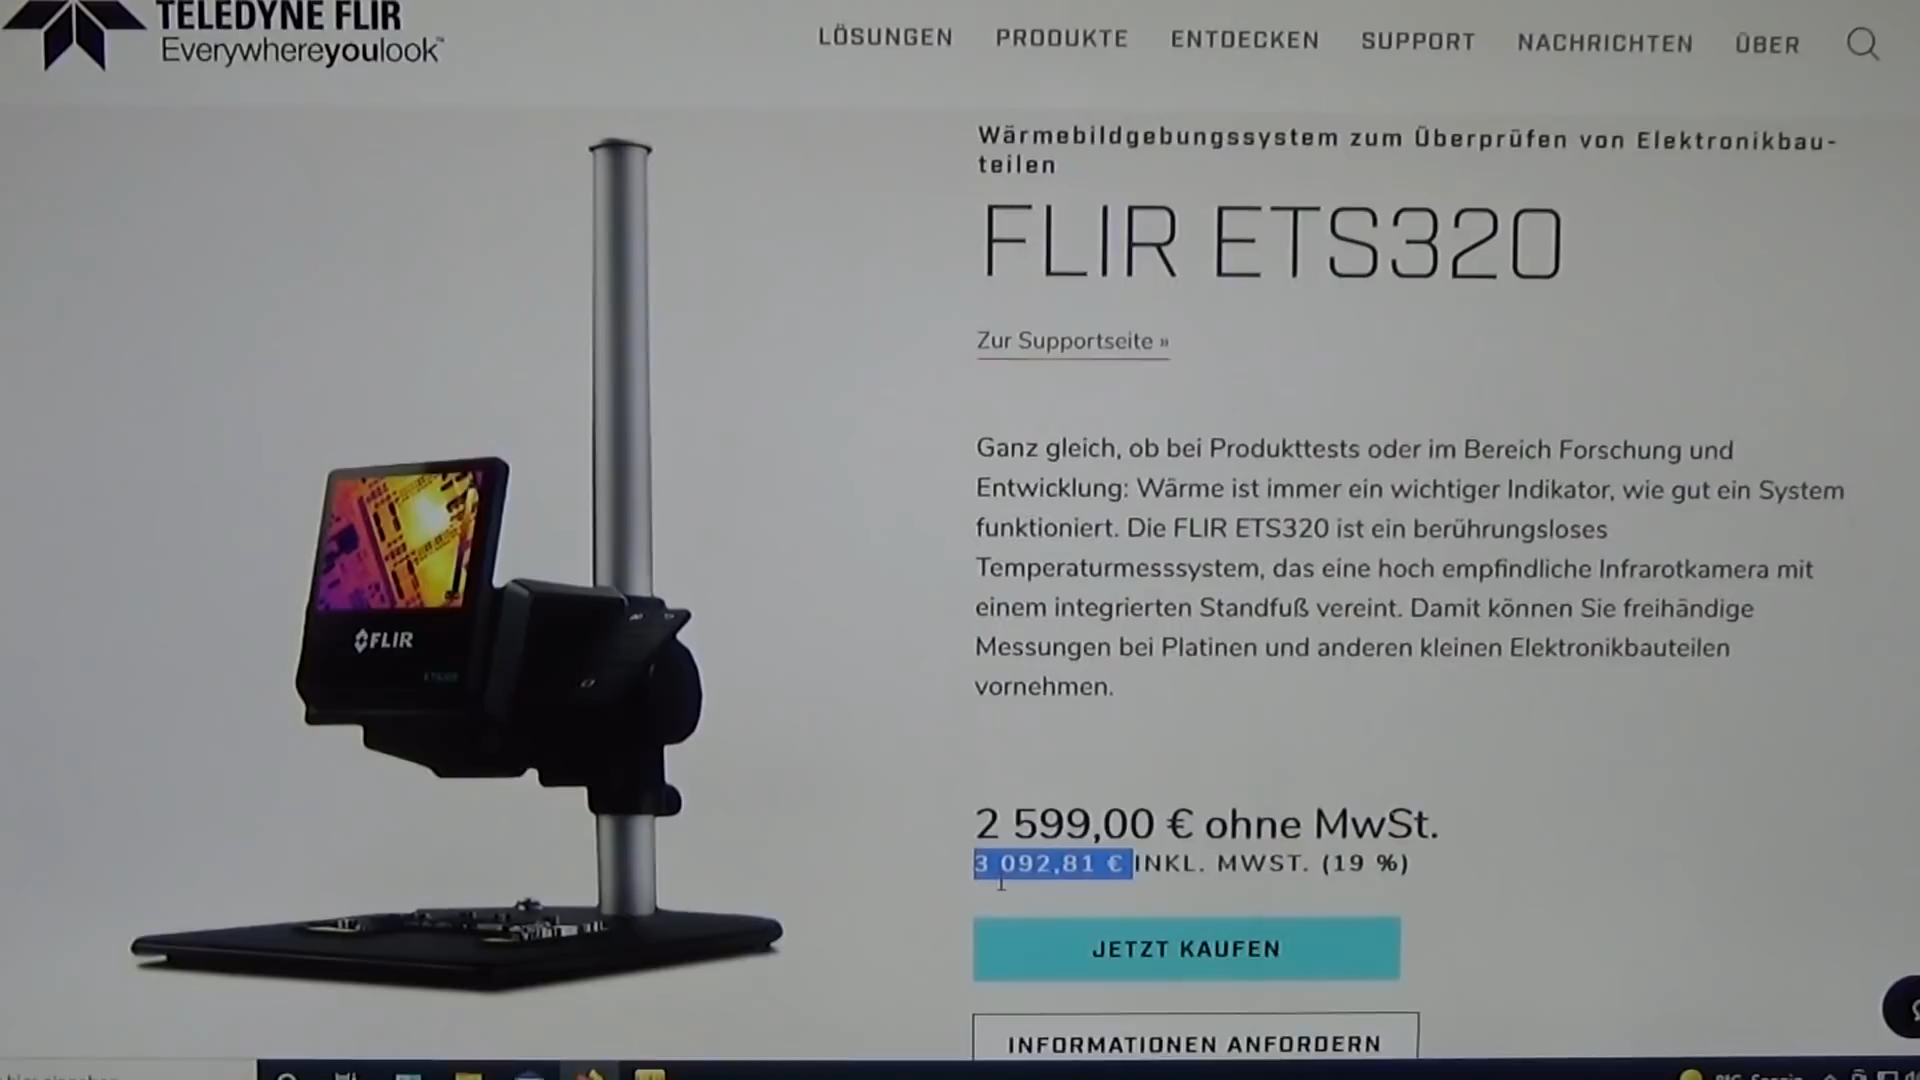 TELEDYNE FLIR
Everywhereyoulook™
LÖSUNGEN PRODUKTE ENTDECKEN SUPPORT NACHRICHTEN ÜBER
Wärmebildgebungssystem zum Überprüfen von Elektronikbau-
teilen
FLIR ETS320
Zur Supportseite »
Ganz gleich, ob bei Produkttests oder im Bereich Forschung und
Entwicklung: Wärme ist immer ein wichtiger Indikator, wie gut ein System
funktioniert. Die FLIR ETS320 ist ein berührungsloses
Temperaturmesssystem, das eine hoch empfindliche Infrarotkamera mit
einem integrierten Standfuß vereint. Damit können Sie freihändige
Messungen bei Platinen und anderen kleinen Elektronikbauteilen
vornehmen.
FLIR
2 599,00 € ohne MwSt.
3 092,81 € INKL. MWST. (19 %)
JETZT KAUFEN
INFORMATIONEN ANFORDERN